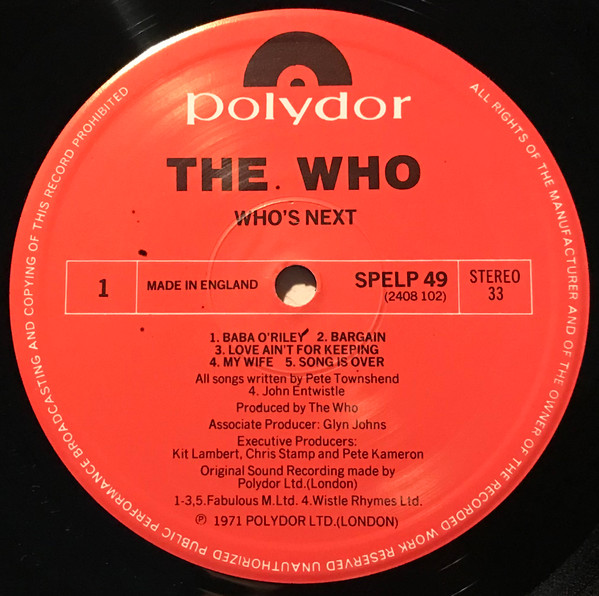 polydor
THE WHO
WHO'S NEXT
1
MADE IN ENGLAND
SPELP 49
(2408 102)
STEREO
33
1. BABA O'RILEY 2. BARGAIN
3. LOVE AIN'T FOR KEEPING
4. MY WIFE 5. SONG IS OVER
All songs written by Pete Townshend
4. John Entwistle
Produced by The Who
Associate Producer: Glyn Johns
Executive Producers:
Kit Lambert, Chris Stamp and Pete Kameron
Original Sound Recording made by
Polydor Ltd.(London)
1-3,5.Fabulous M.Ltd. 4.Wistle Rhymes Ltd.
℗ 1971 POLYDOR LTD.(LONDON)
ALL RIGHTS OF THE MANUFACTURER AND OF THE OWNER OF THE RECORDED WORK RESERVED UNAUTHORIZED PUBLIC PERFORMANCE BROADCASTING AND COPYING OF THIS RECORD PROHIBITED